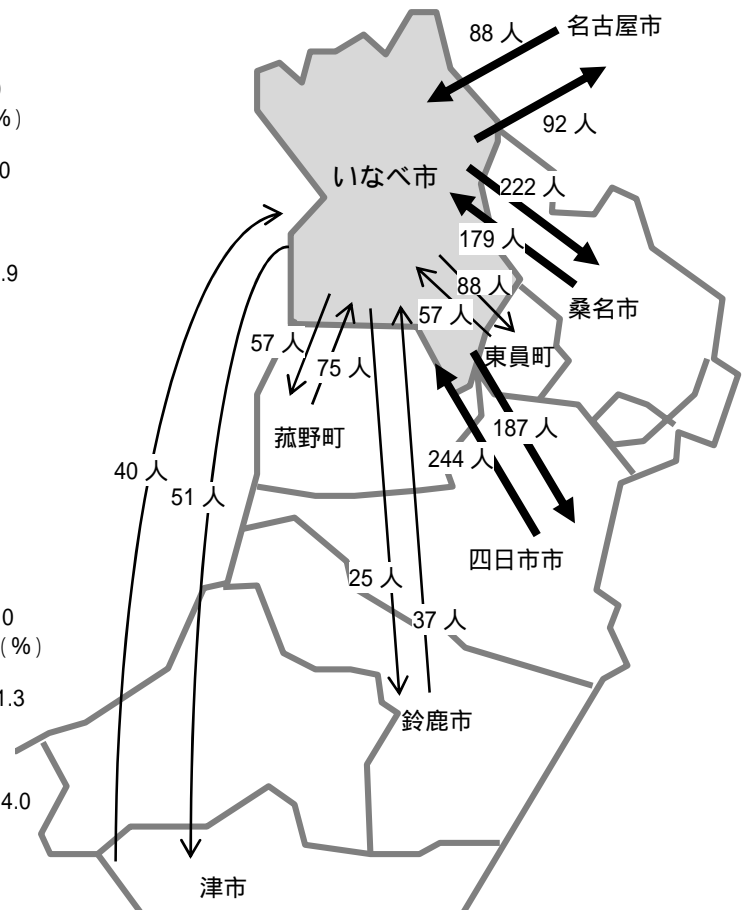 88 人
名古屋市
%)
92 人
0
いなべ市
222 人
179 人
.9
88 人
桑名市
57 人
57 人
75 人
東員町
菰野町
187 人
244 人
40 人
51 人
四日市市
25 人
37 人
0
(%)
1.3
鈴鹿市
4.0
津市